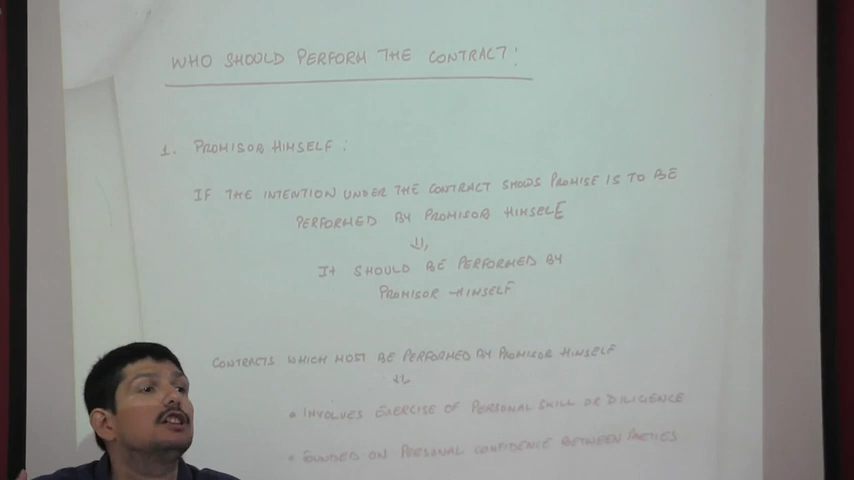 WHO SHOULD PERFORM THE CONTRACT:
1. PROMISOR HIMSELF:
IF THE INTENTION UNDER THE CONTRACT SHOWS PROMISE IS TO BE
PERFORMED BY PROMISOR HIMSELF
It SHOULD BE PERFORMED BY
PROMISOR HIMSELF
CONTRACTS WHICH MUST BE PERFORMED BY PROMISOR HIMSELF
• INVOLVES EXERCISE OF PERSONAL SKILL OR DILIGENCE
• FOUNDED ON PERSONAL CONFIDENCE BETWEEN PARTIES